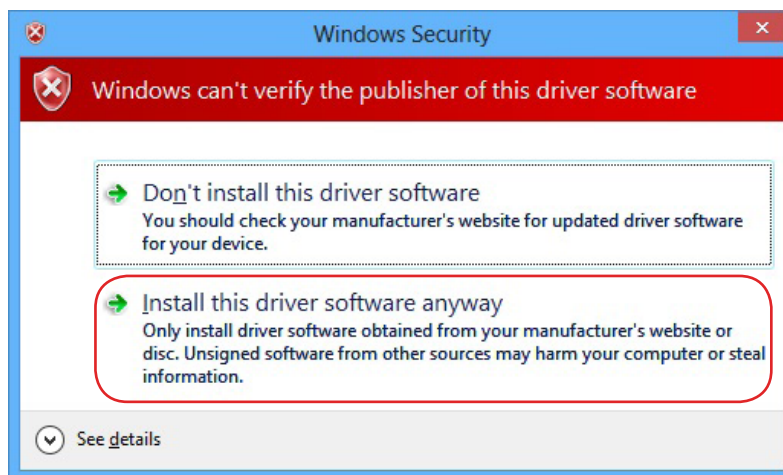 Windows Security
Windows can't verify the publisher of this driver software
Don't install this driver software
You should check your manufacturer's website for updated driver software
for your device.
Install this driver software anyway
Only install driver software obtained from your manufacturer's website or
disc. Unsigned software from other sources may harm your computer or steal
information.
See details